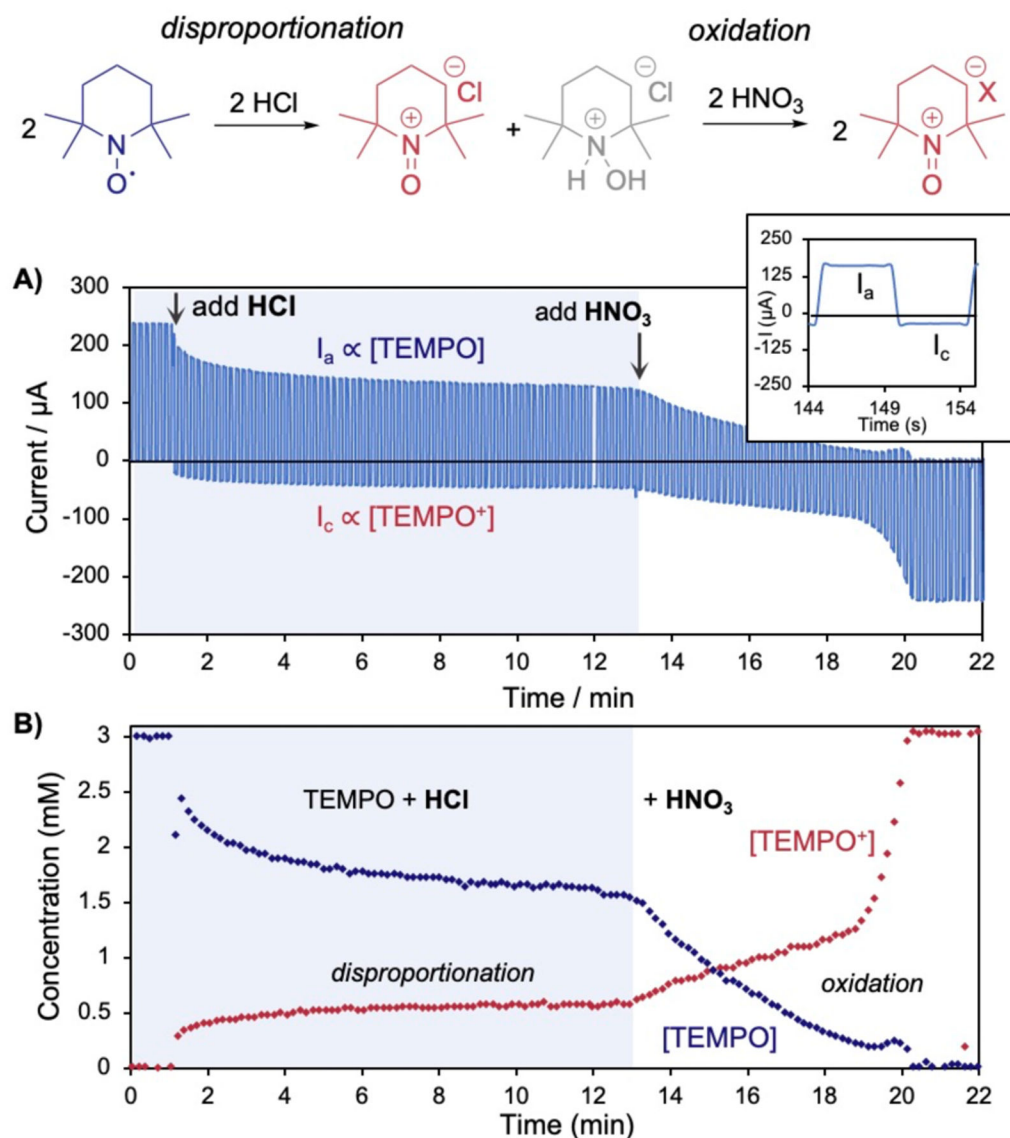 disproportionation oxidation
2 N O• 2 HCl N ⊕ O ⊖ Cl + N ⊕ H OH ⊖ Cl 2 HNO₃ 2 N ⊕ O ⊖ X
A)
add HCl
add HNO₃
Iₐ ∝ [TEMPO]
I꜀ ∝ [TEMPO⁺]
Current / µA
300
200
100
0
-100
-200
-300
0 2 4 6 8 10 12 14 16 18 20 22
Time / min
I (µA)
250
125
0
-125
-250
Iₐ
I꜀
144 149 154
Time (s)
B)
Concentration (mM)
3
2.5
2
1.5
1
0.5
0
TEMPO + HCl
+ HNO₃
[TEMPO⁺]
disproportionation
oxidation
[TEMPO]
0 2 4 6 8 10 12 14 16 18 20 22
Time (min)